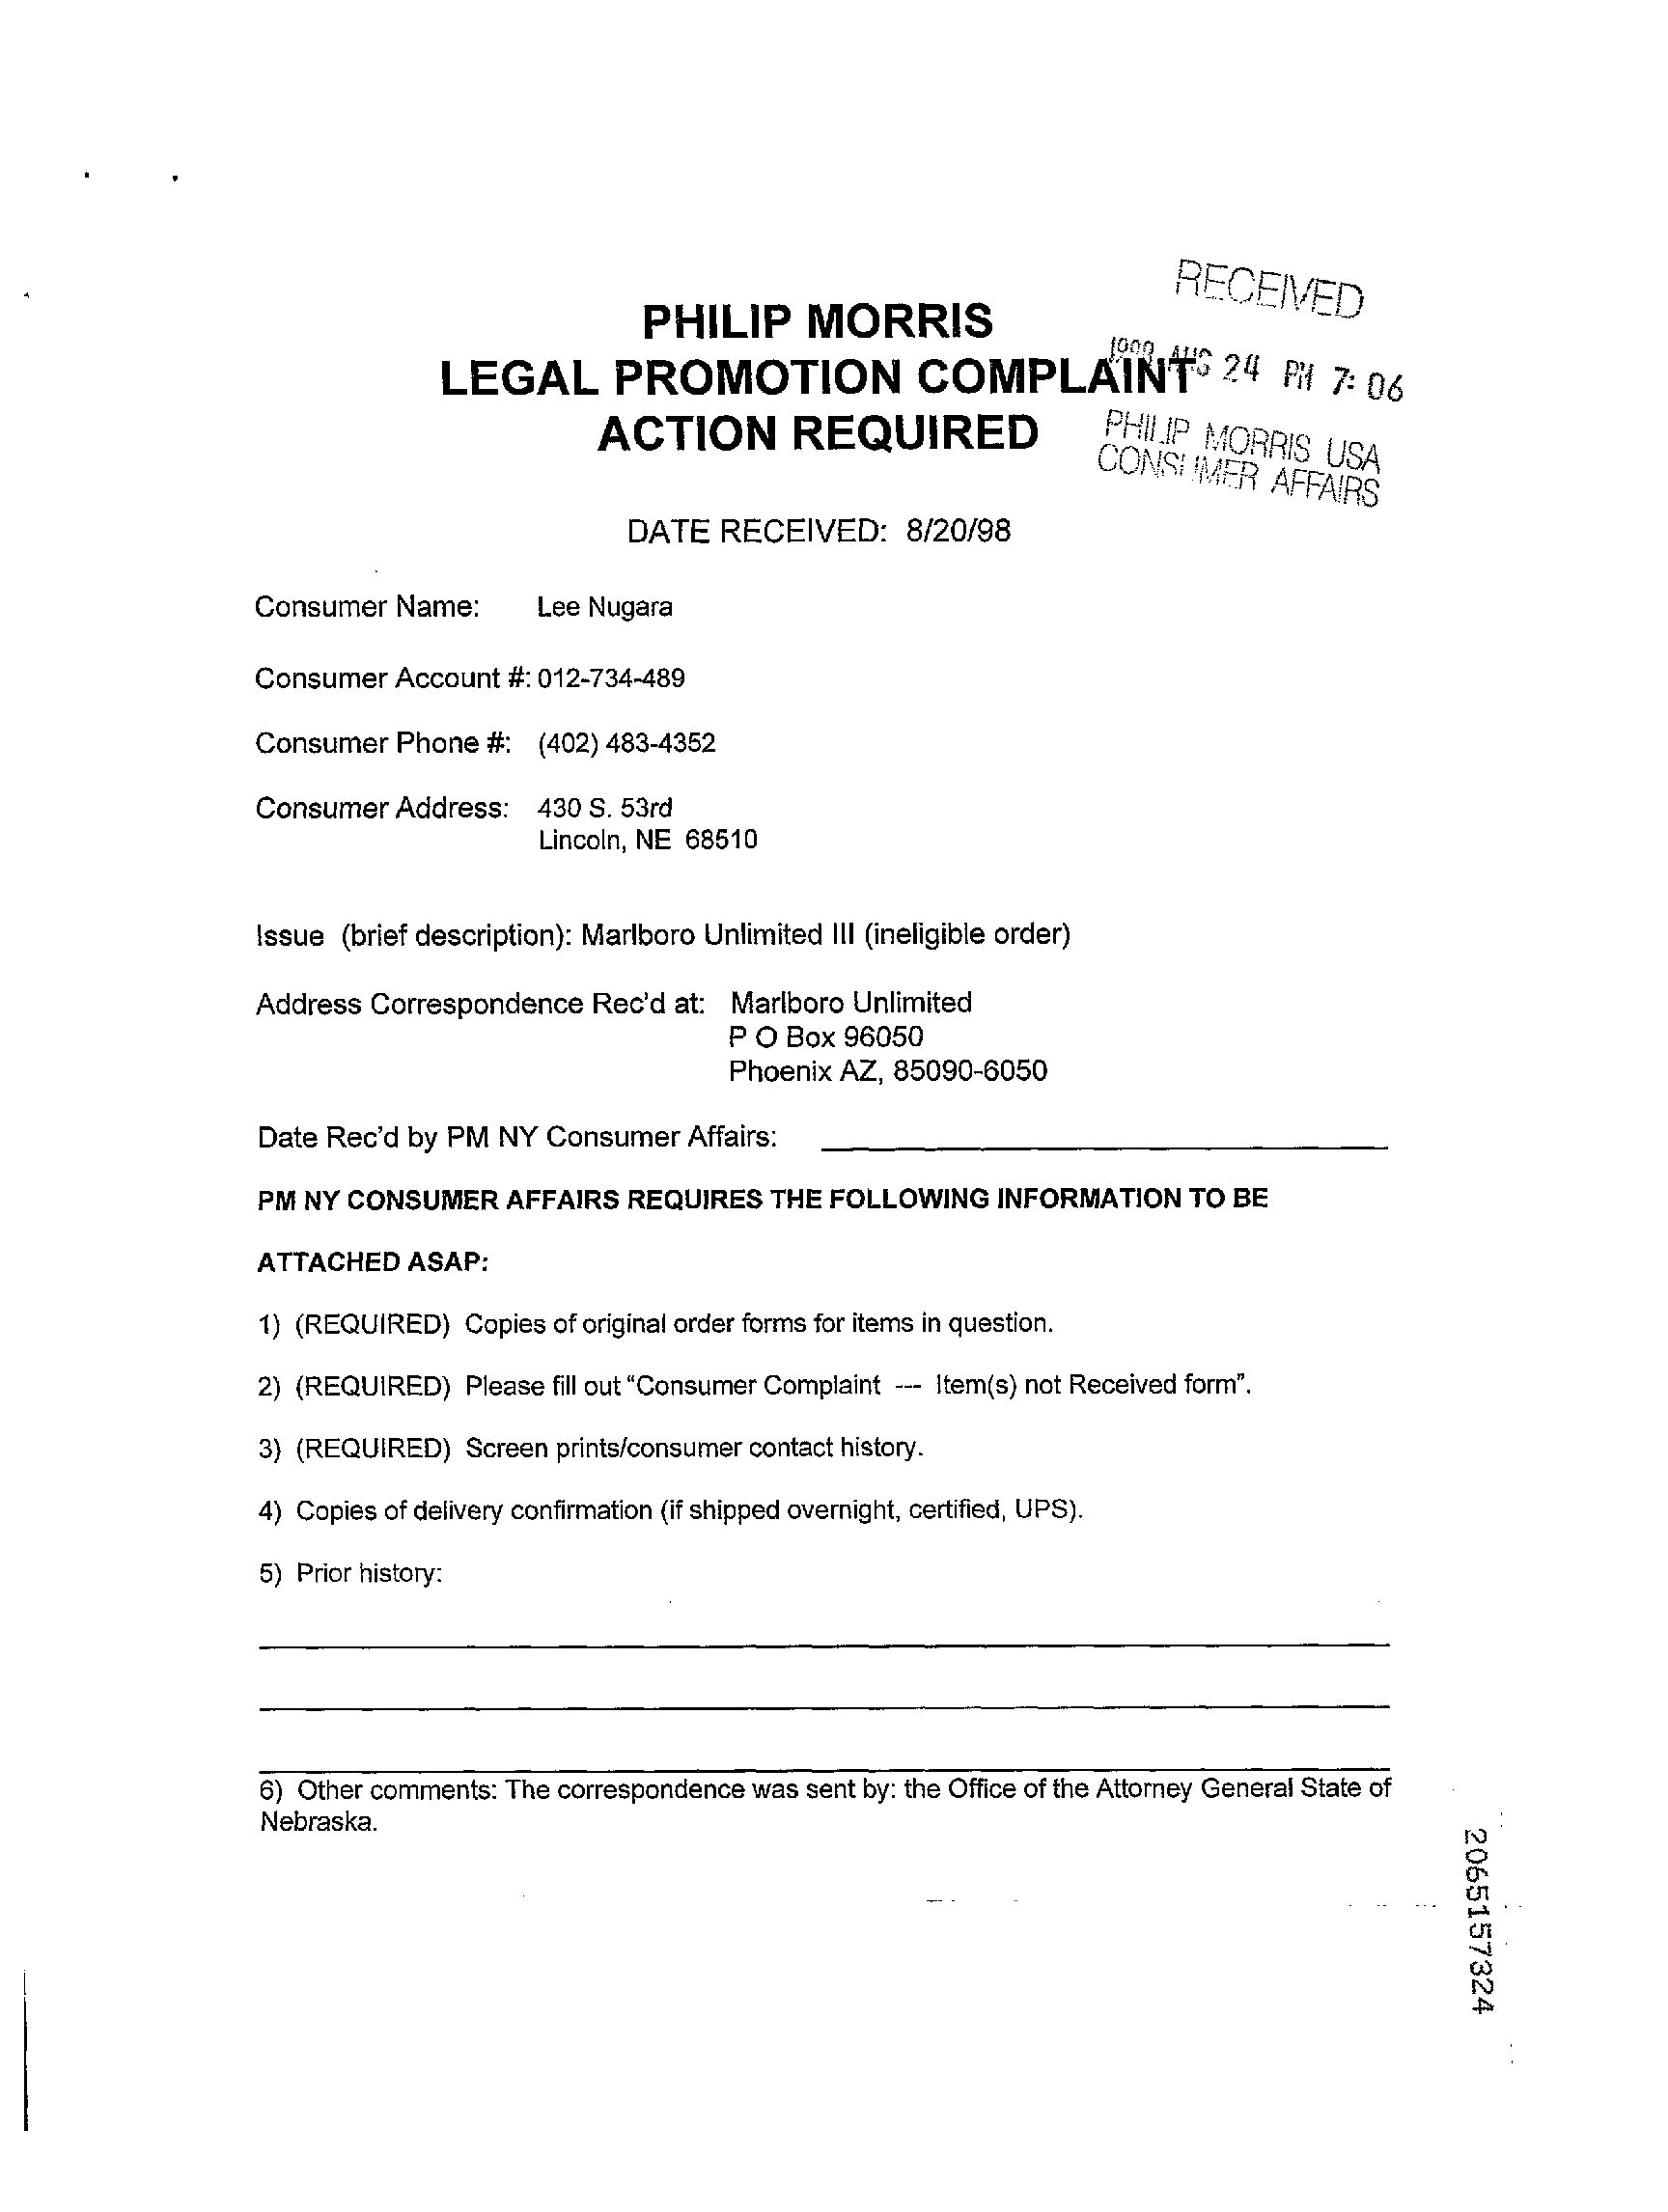 RECEIVED
PHILIP MORRIS
LEGAL PROMOTION COMPLAINT
1998 AUG 24 PM 7:06
ACTION REQUIRED
PHILIP MORRIS USA
CONSUMER AFFAIRS
DATE RECEIVED: 8/20/98
Consumer Name: Lee Nugara
Consumer Account #: 012-734-489
Consumer Phone #: (402) 483-4352
Consumer Address: 430 S. 53rd
Lincoln, NE 68510
Issue (brief description): Marlboro Unlimited III (ineligible order)
Address Correspondence Rec'd at: Marlboro Unlimited
P O Box 96050
Phoenix AZ, 85090-6050
Date Rec'd by PM NY Consumer Affairs:
PM NY CONSUMER AFFAIRS REQUIRES THE FOLLOWING INFORMATION TO BE
ATTACHED ASAP:
1) (REQUIRED) Copies of original order forms for items in question.
2) (REQUIRED) Please fill out "Consumer Complaint --- Item(s) not Received form".
3) (REQUIRED) Screen prints/consumer contact history.
4) Copies of delivery confirmation (if shipped overnight, certified, UPS).
5) Prior history:
6) Other comments: The correspondence was sent by: the Office of the Attorney General State of
Nebraska.
2065157324